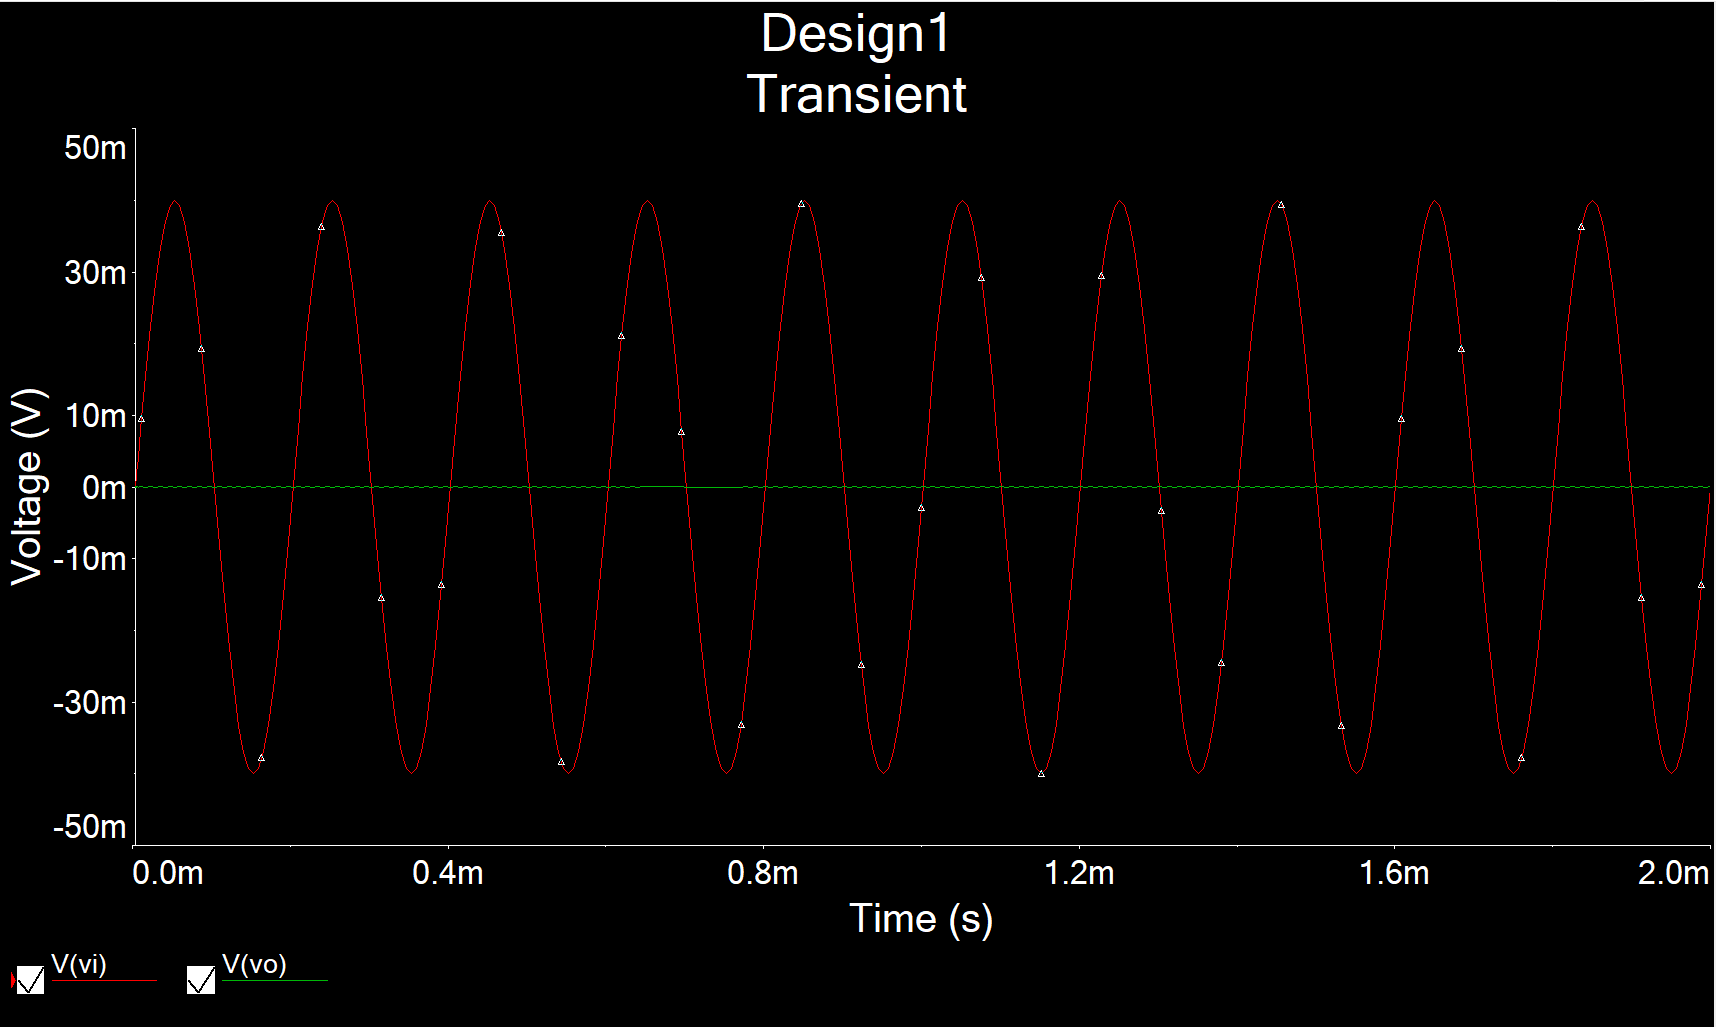 Design1
Transient
50m
30m
10m
0m
-10m
-30m
-50m
Voltage (V)
0.0m 0.4m 0.8m 1.2m 1.6m 2.0m
Time (s)
V(vi) V(vo)